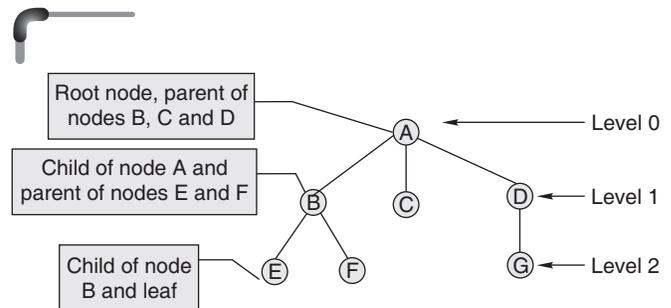 Root node, parent of
nodes B, C and D
A
Level 0
Child of node A and
parent of nodes E and F
B
C
D
Level 1
Child of node
B and leaf
E
F
G
Level 2